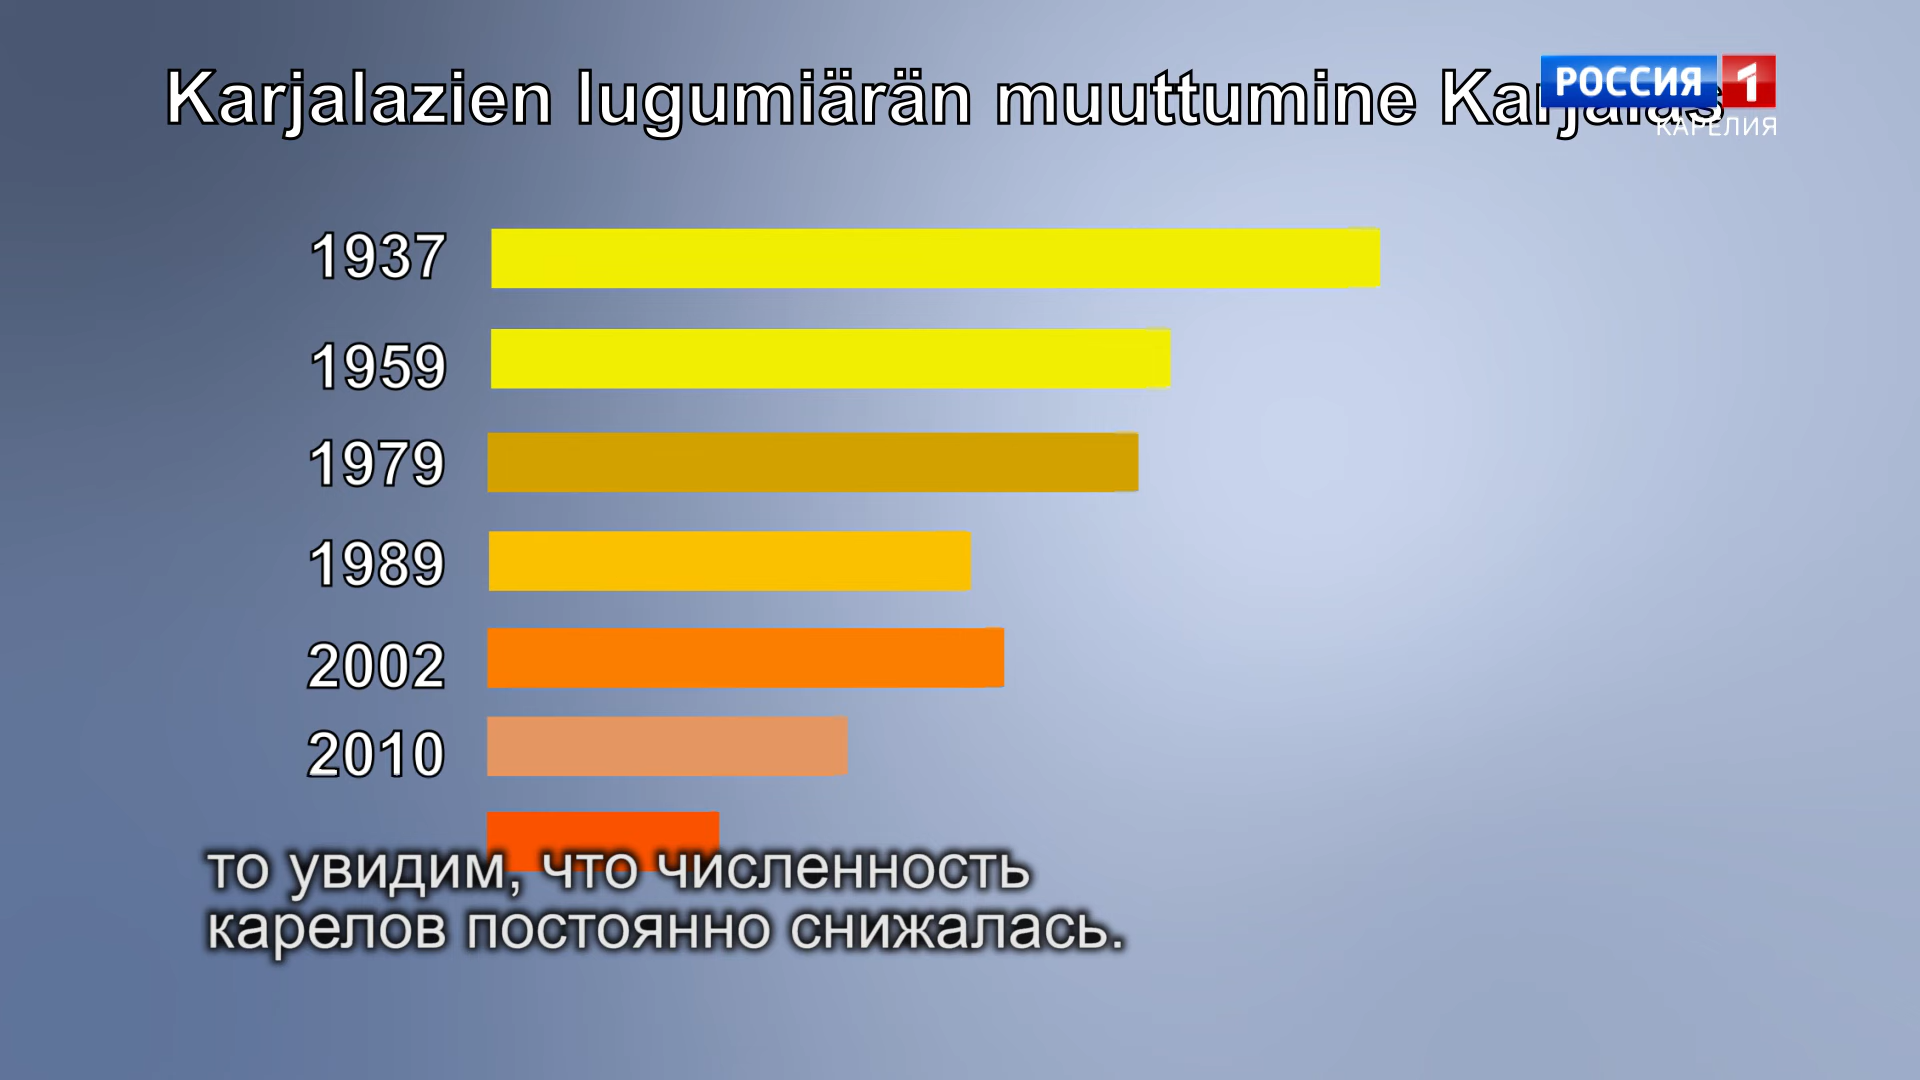 Karjalazien lugumiärän muuttumine Karjalas
РОССИЯ 1
КАРЕЛИЯ
1937
1959
1979
1989
2002
2010
то увидим, что численность
карелов постоянно снижалась.